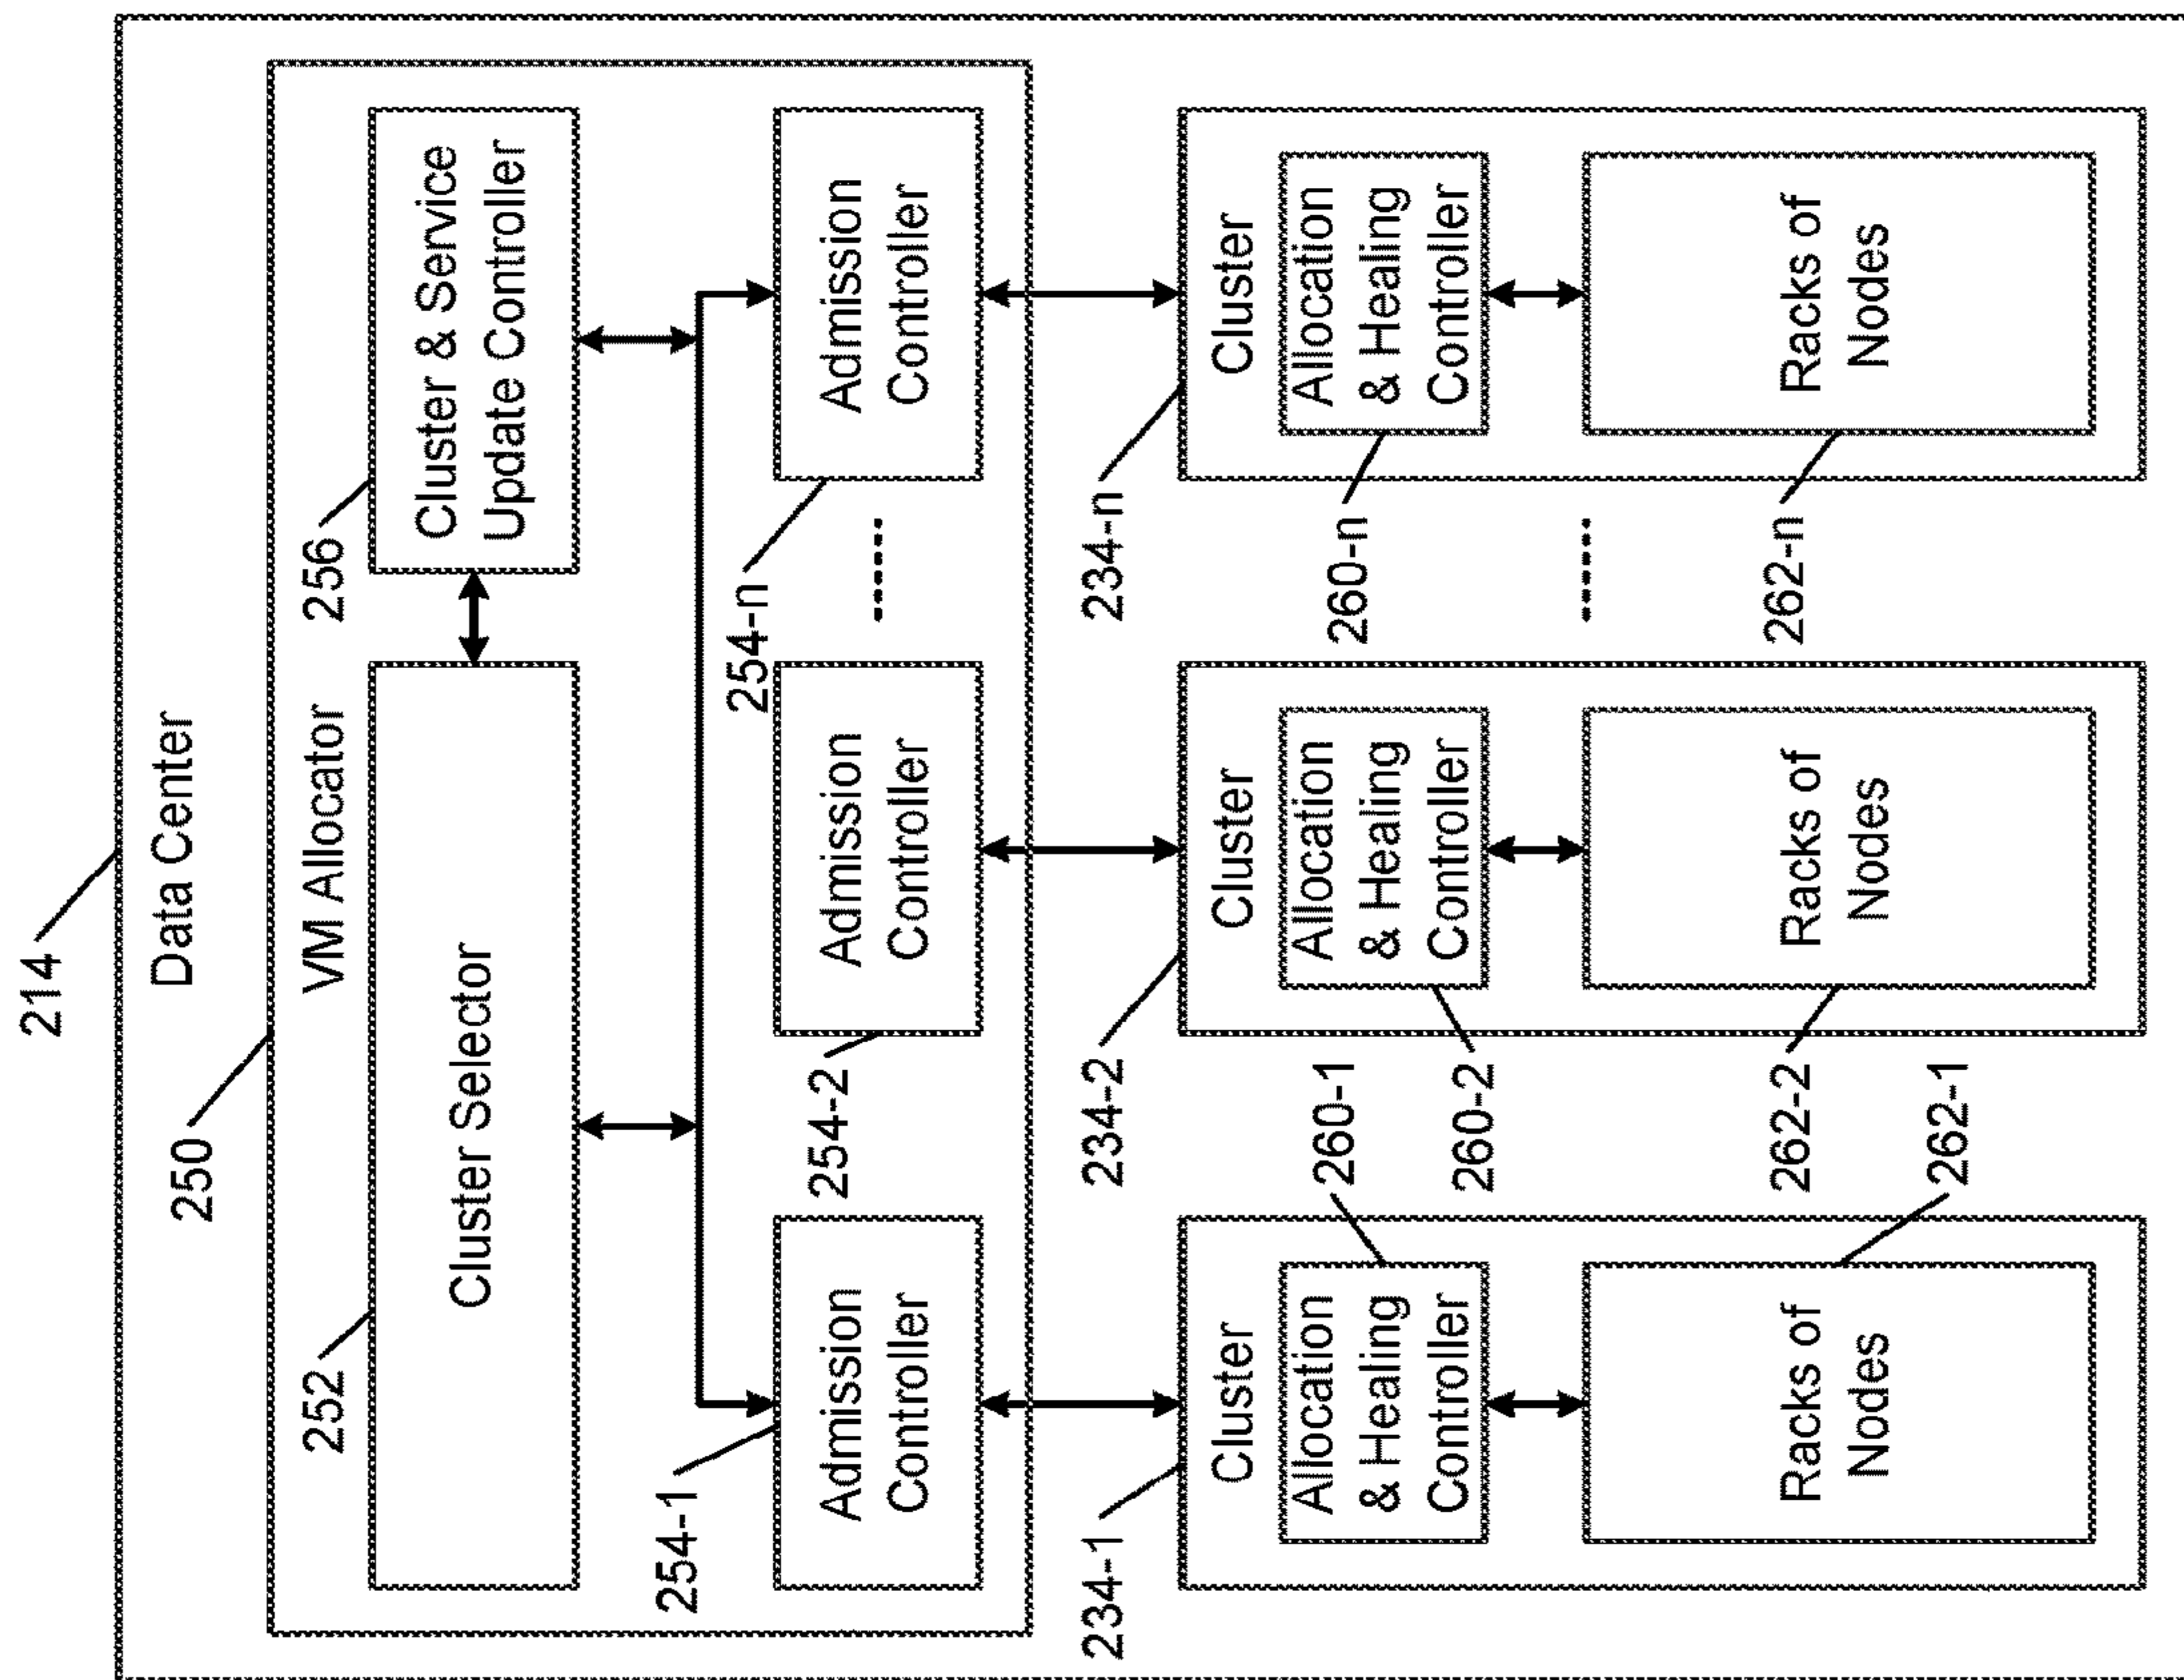 214
Data Center
250
VM Allocator
252
Cluster Selector
256
Cluster & Service
Update Controller
254-1
Admission
Controller
254-2
Admission
Controller
254-n
Admission
Controller
234-1
Cluster
Allocation
& Healing
Controller
Racks of
Nodes
260-1
262-1
234-2
Cluster
Allocation
& Healing
Controller
Racks of
Nodes
260-2
262-2
234-n
Cluster
Allocation
& Healing
Controller
Racks of
Nodes
260-n
262-n